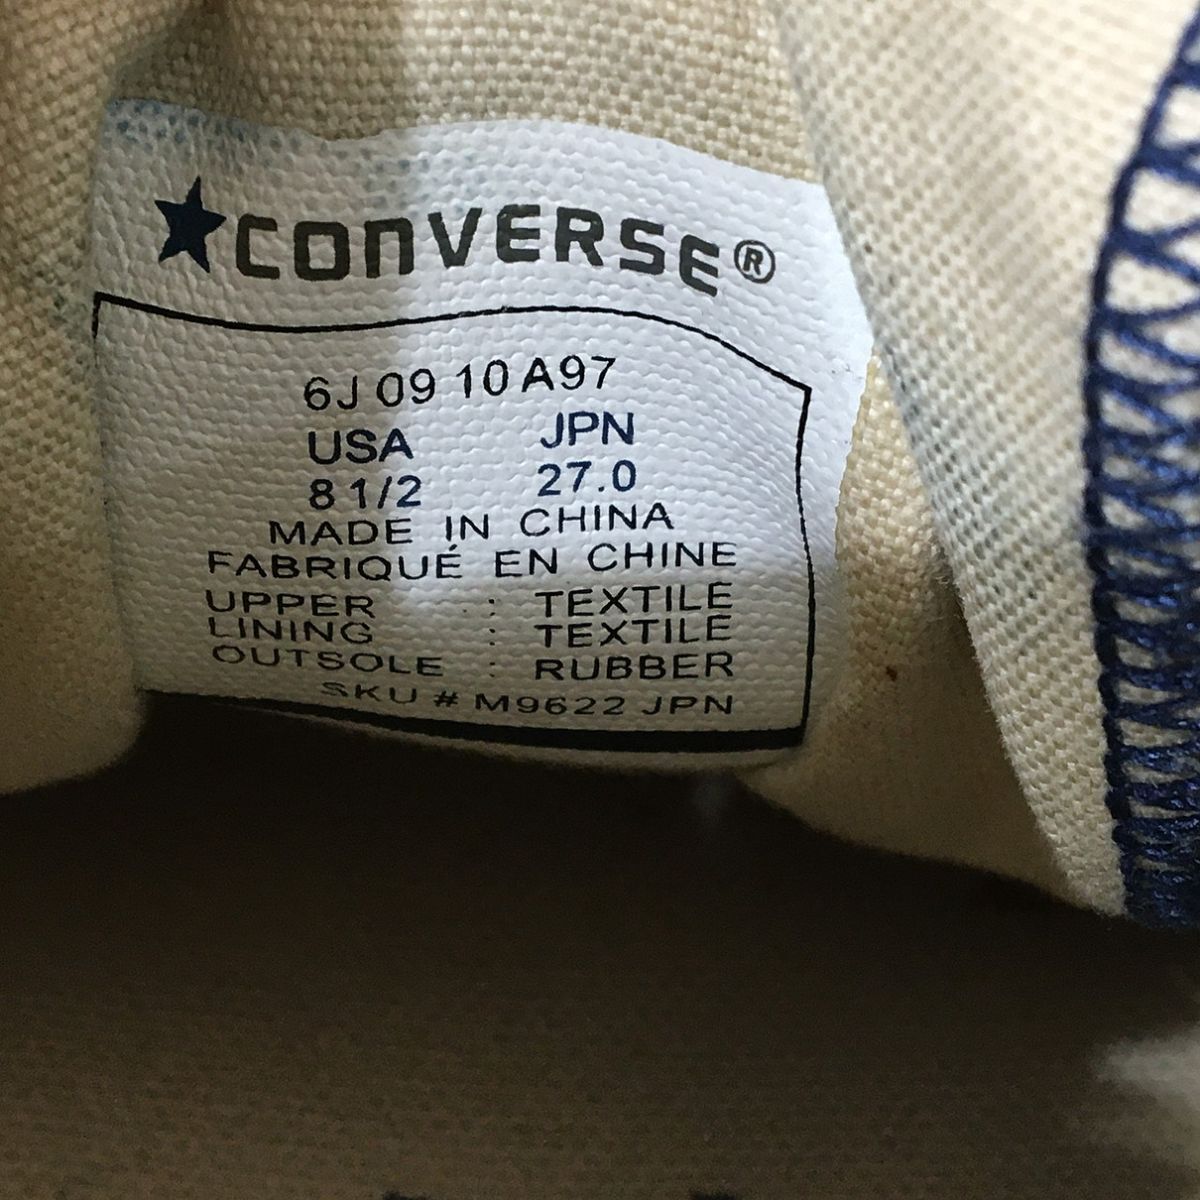 ★CONVERSE®
6J 09 10 A97
USA JPN
8 1/2 27.0
MADE IN CHINA
FABRIQUÉ EN CHINE
UPPER : TEXTILE
LINING : TEXTILE
OUTSOLE : RUBBER
SKU # M9622 JPN